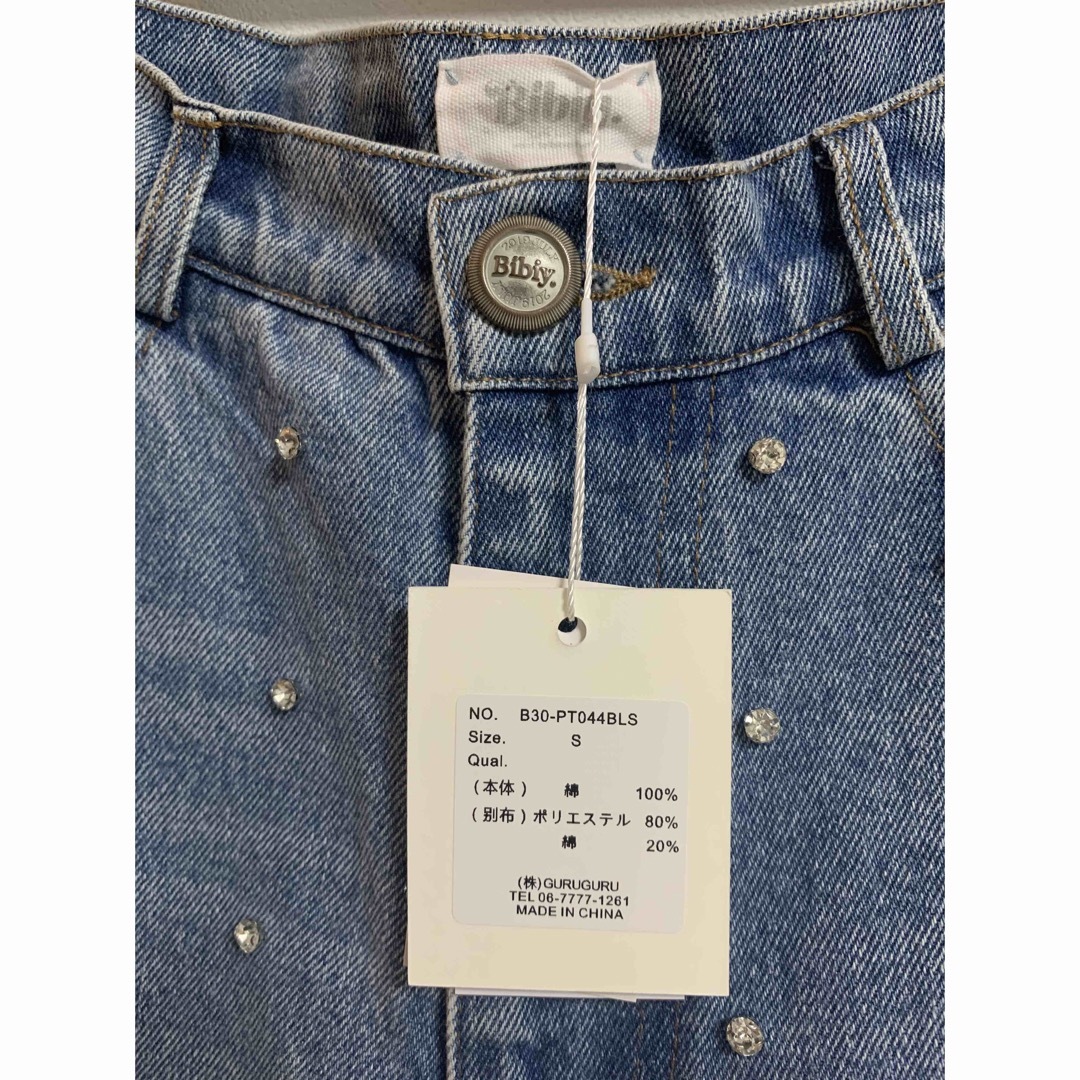 Bibiy.
Bibiy.
NO. B30-PT044BLS
Size. S
Qual.
(本体) 綿 100%
(別布) ポリエステル 80%
綿 20%
(株)GURUGURU
TEL 06-7777-1261
MADE IN CHINA